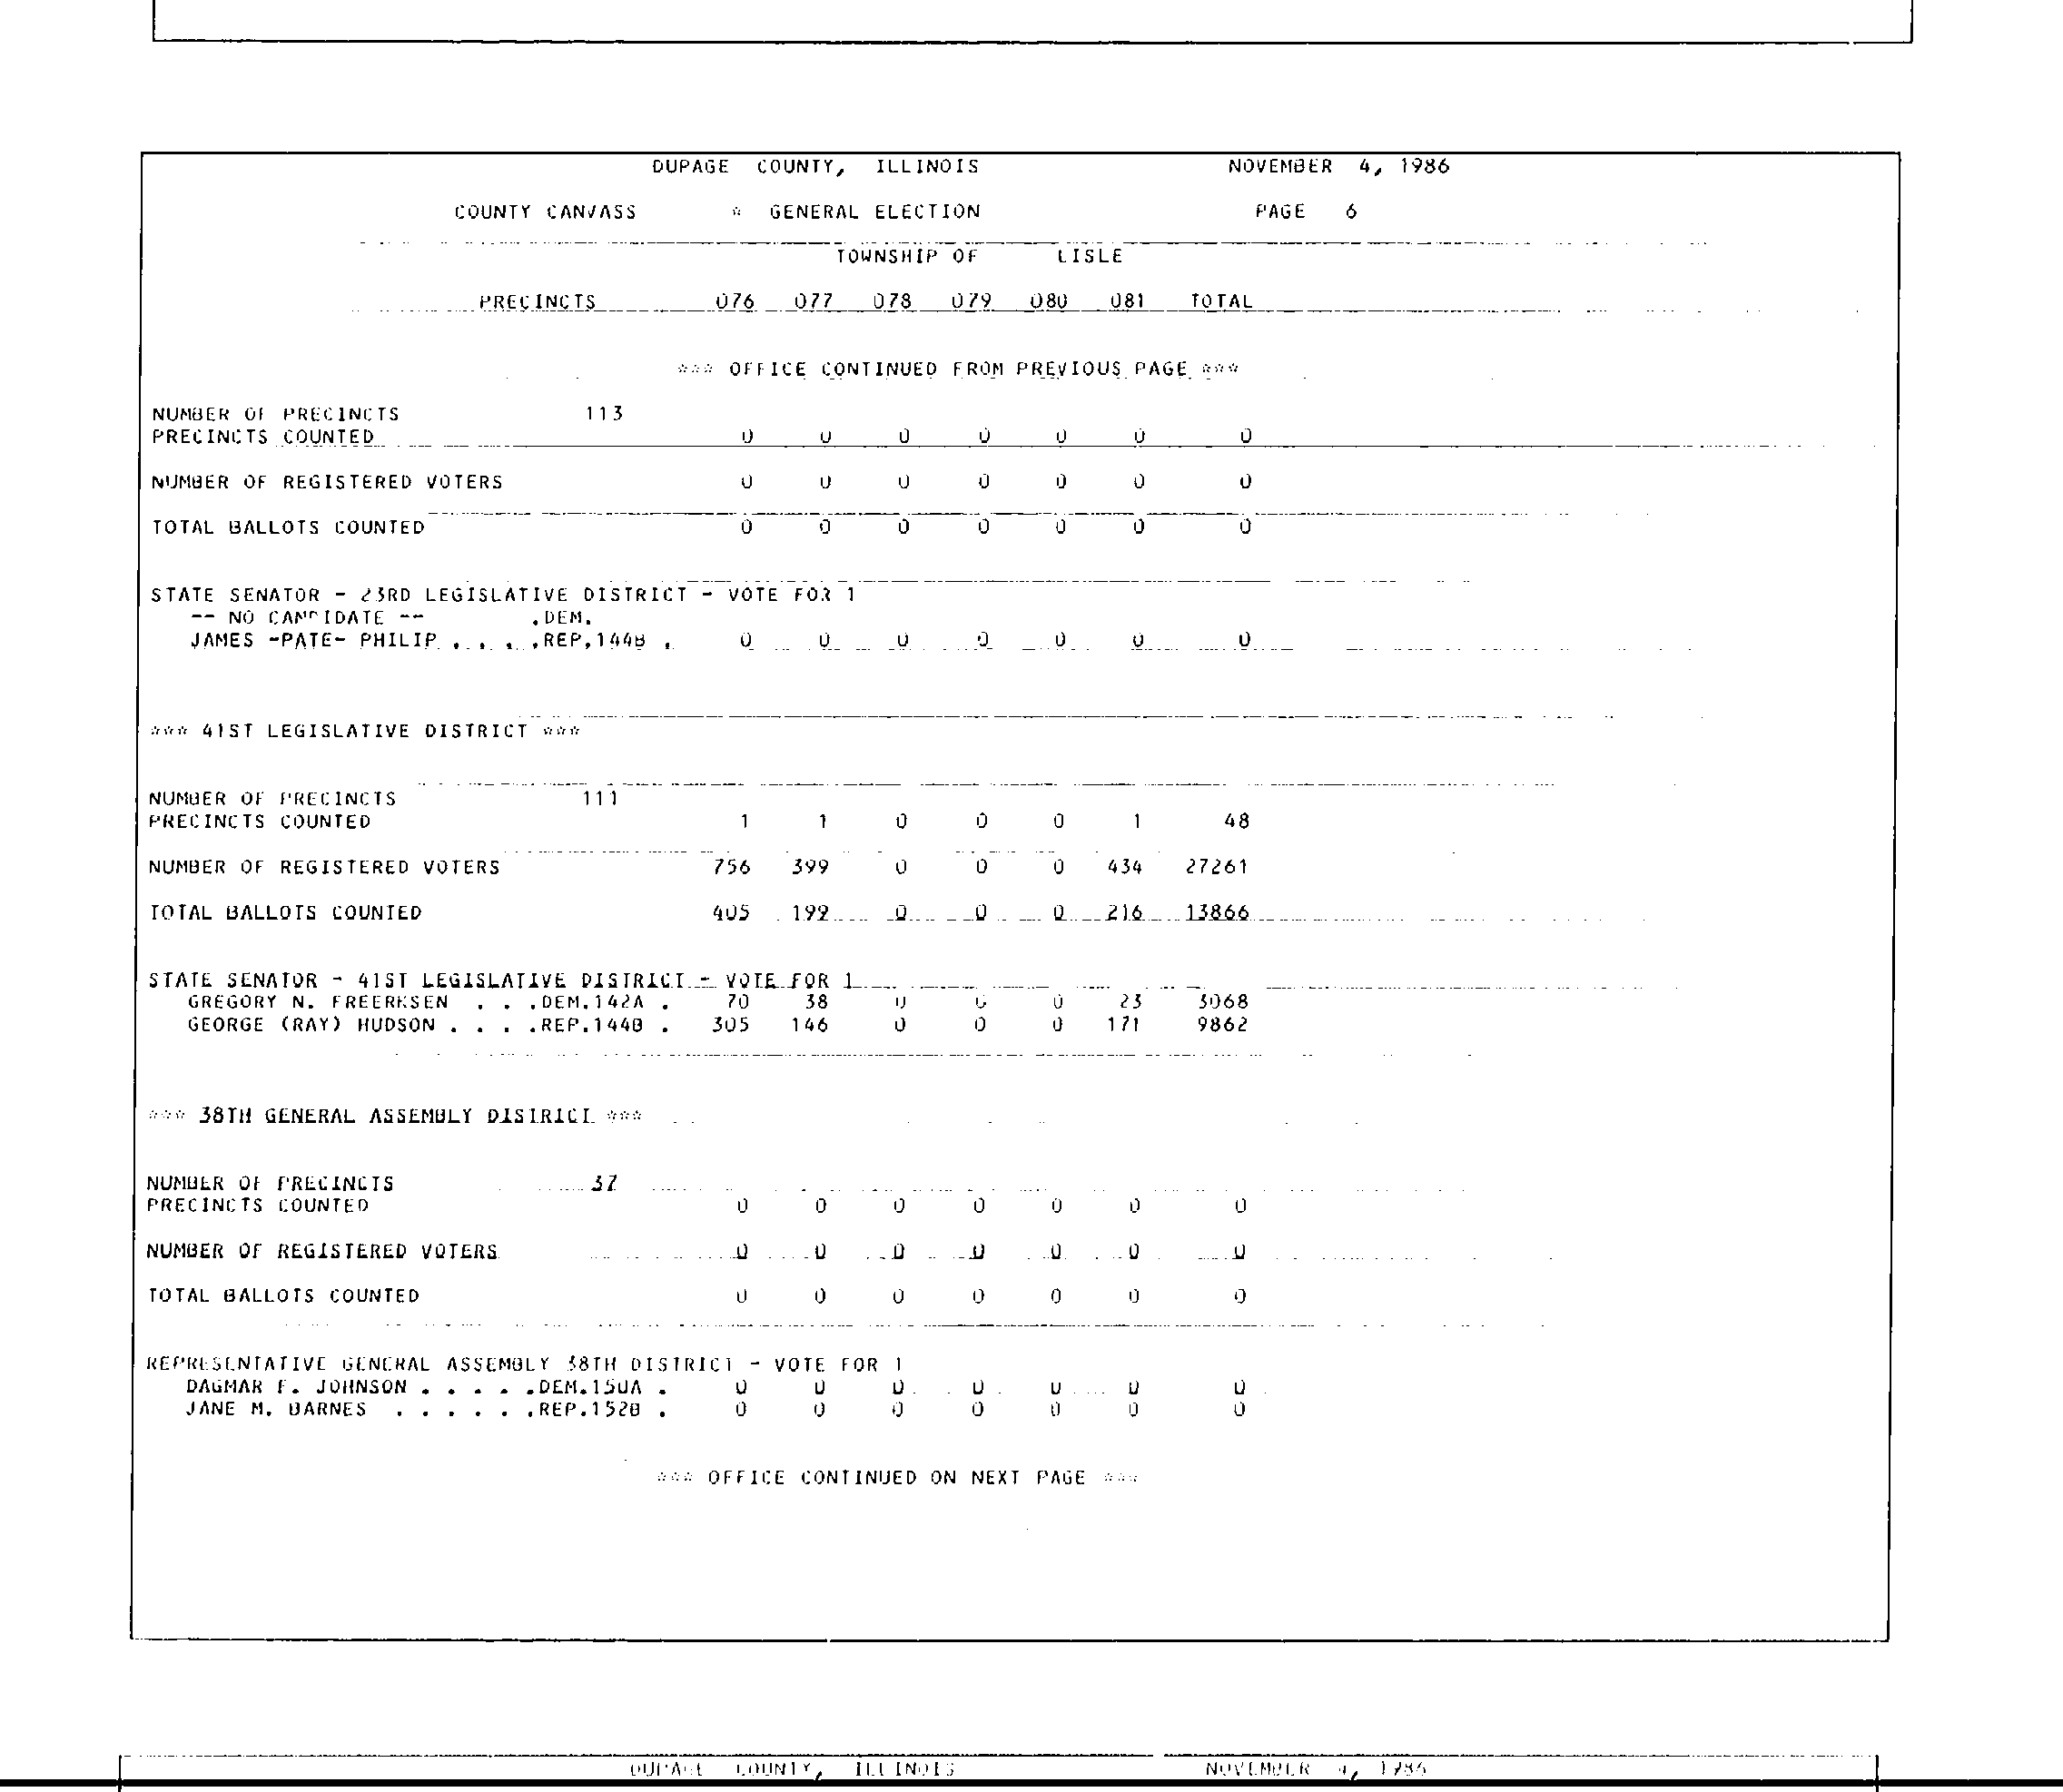 DUPAGE COUNTY, ILLINOIS NOVEMBER 4, 1986
COUNTY CANVASS * GENERAL ELECTION PAGE 6
TOWNSHIP OF LISLE
PRECINCTS 076 077 078 079 080 081 TOTAL
*** OFFICE CONTINUED FROM PREVIOUS PAGE ***
NUMBER OF PRECINCTS 113
PRECINCTS COUNTED 0 0 0 0 0 0 0
NUMBER OF REGISTERED VOTERS 0 0 0 0 0 0 0
TOTAL BALLOTS COUNTED 0 0 0 0 0 0 0
STATE SENATOR - 23RD LEGISLATIVE DISTRICT - VOTE FOR 1
-- NO CANDIDATE -- .DEM.
JAMES -PATE- PHILIP . . . .REP.144B . 0 0 0 0 0 0 0
*** 41ST LEGISLATIVE DISTRICT ***
NUMBER OF PRECINCTS 111
PRECINCTS COUNTED 1 1 0 0 0 1 48
NUMBER OF REGISTERED VOTERS 756 399 0 0 0 434 27261
TOTAL BALLOTS COUNTED 405 199 0 0 0 216 13866
STATE SENATOR - 41ST LEGISLATIVE DISTRICT - VOTE FOR 1
GREGORY N. FREERKSEN . . .DEM.142A . 70 38 0 0 0 23 3068
GEORGE (RAY) HUDSON . . . .REP.144B . 305 146 0 0 0 171 9862
*** 38TH GENERAL ASSEMBLY DISTRICT ***
NUMBER OF PRECINCTS 37
PRECINCTS COUNTED 0 0 0 0 0 0 0
NUMBER OF REGISTERED VOTERS 0 0 0 0 0 0 0
TOTAL BALLOTS COUNTED 0 0 0 0 0 0 0
REPRESENTATIVE GENERAL ASSEMBLY 38TH DISTRICT - VOTE FOR 1
DAGMAR F. JOHNSON . . . . .DEM.150A . 0 0 0 0 0 0 0
JANE M. BARNES . . . . . .REP.152B . 0 0 0 0 0 0 0
*** OFFICE CONTINUED ON NEXT PAGE ***
DUPAGE COUNTY, ILLINOIS NOVEMBER 4, 1986